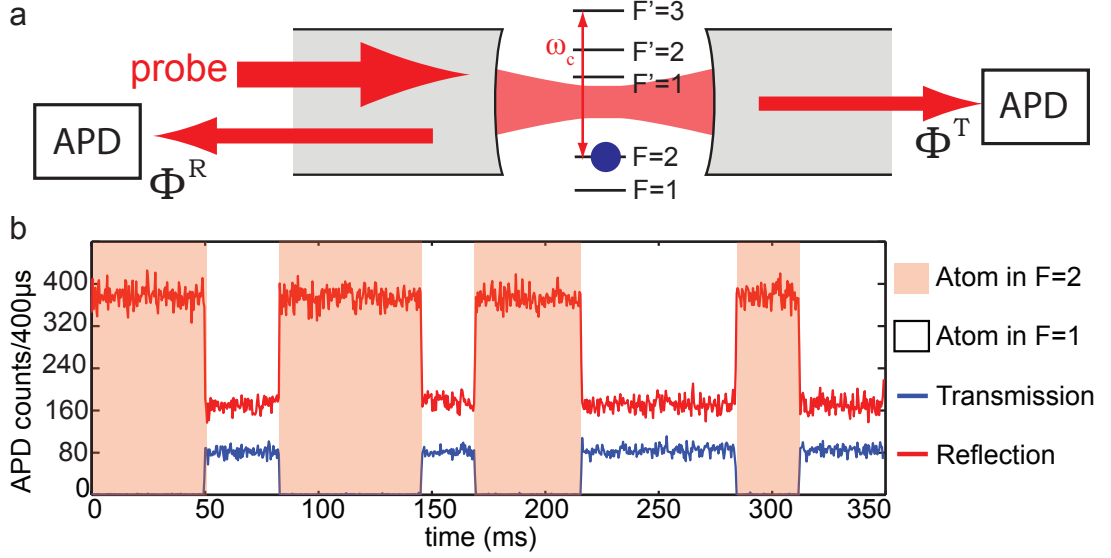 a
F'=3
ω_c
F'=2
F'=1
probe
APD
Φ^R
F=2
F=1
Φ^T
APD
b
APD counts/400μs
400
320
240
160
80
0
0 50 100 150 200 250 300 350
time (ms)
Atom in F=2
Atom in F=1
Transmission
Reflection